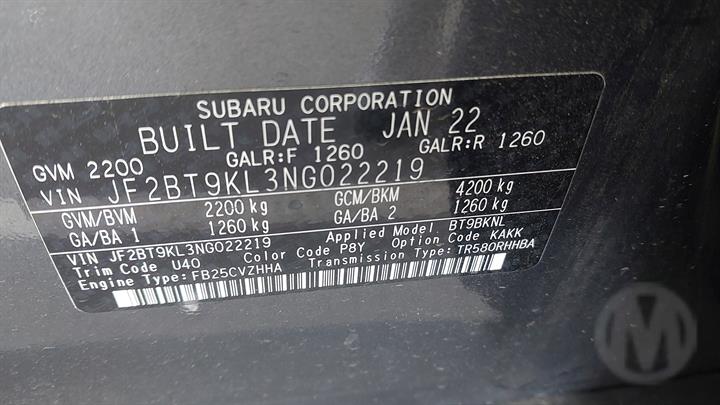 SUBARU CORPORATION
BUILT DATE JAN 22
GVM 2200 GALR:F 1260 GALR:R 1260
VIN JF2BT9KL3NG022219
GVM/BVM 2200 kg GCM/BKM 4200 kg
GA/BA 1 1260 kg GA/BA 2 1260 kg
VIN JF2BT9KL3NG022219 Applied Model BT9BKNL
Trim Code U40 Color Code P8Y Option Code KAKK
Engine Type: FB25CVZHHA Transmission Type: TR580RHHBA
M